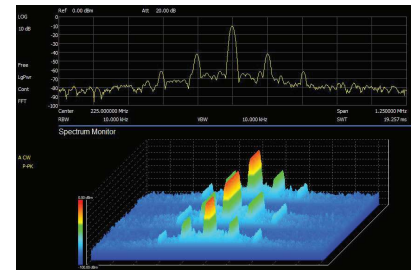 LOG Ref 0.00 dBm Att 20.00 dB
0
10 dB -10
-20
-30
-40
Free -50
LgPwr -60
-70
Cont -80
-90
FFT -100
Center 225.000000 MHz Span 1.250000 MHz
RBW 10.000 kHz VBW 10.000 kHz SWT 19.257 ms
Spectrum Monitor
A CW
P-PK
0.00 dBm
-100.00 dBm